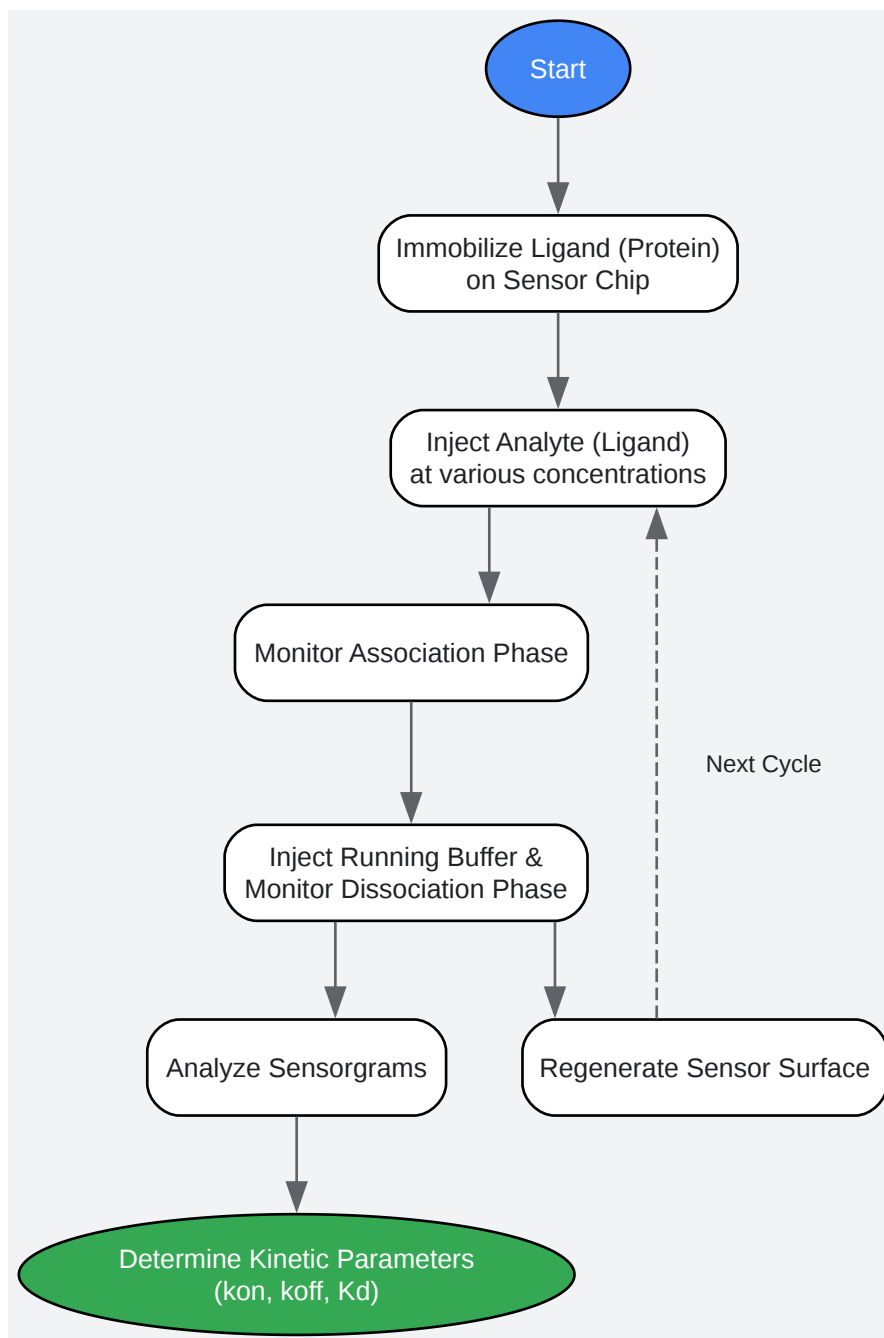 Start
Immobilize Ligand (Protein)
on Sensor Chip
Inject Analyte (Ligand)
at various concentrations
Monitor Association Phase
Next Cycle
Inject Running Buffer &
Monitor Dissociation Phase
Analyze Sensorgrams
Regenerate Sensor Surface
Determine Kinetic Parameters
(kon, koff, Kd)